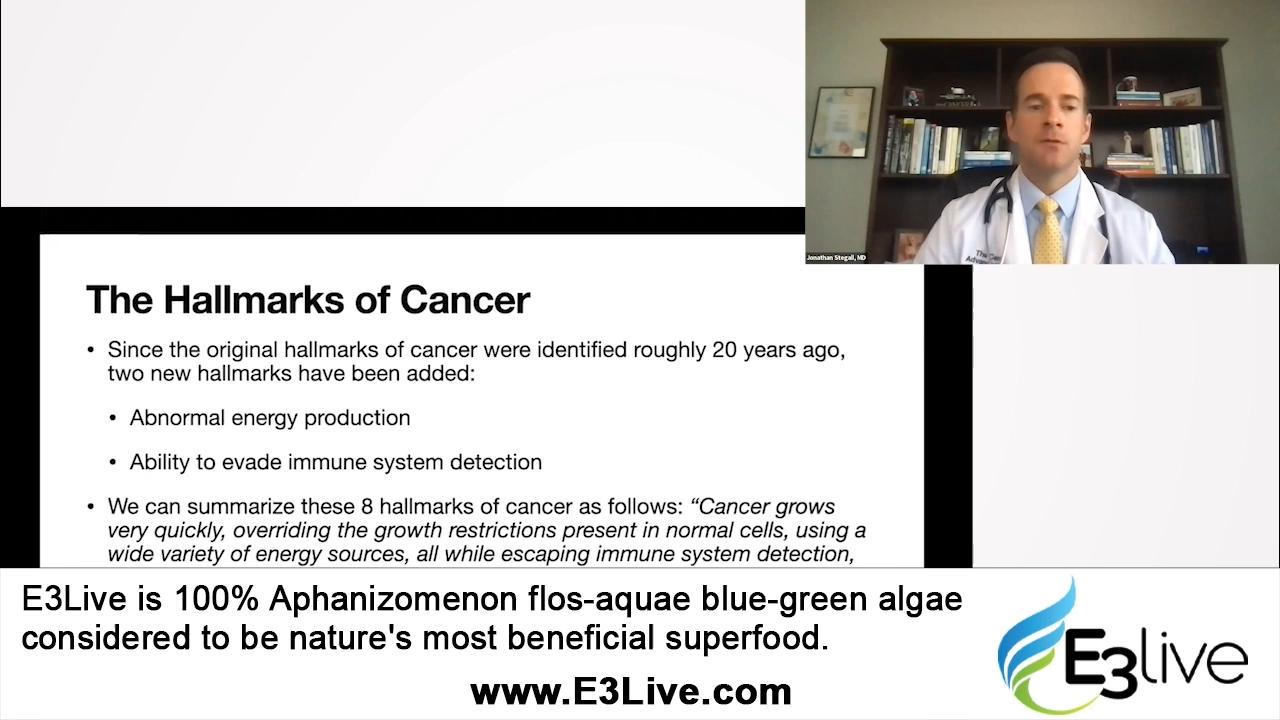 Jonathan Stegall, MD
The Hallmarks of Cancer
• Since the original hallmarks of cancer were identified roughly 20 years ago,
two new hallmarks have been added:
• Abnormal energy production
• Ability to evade immune system detection
• We can summarize these 8 hallmarks of cancer as follows: “Cancer grows
very quickly, overriding the growth restrictions present in normal cells, using a
wide variety of energy sources, all while escaping immune system detection,
E3Live is 100% Aphanizomenon flos-aquae blue-green algae
considered to be nature's most beneficial superfood.
www.E3Live.com
E3live